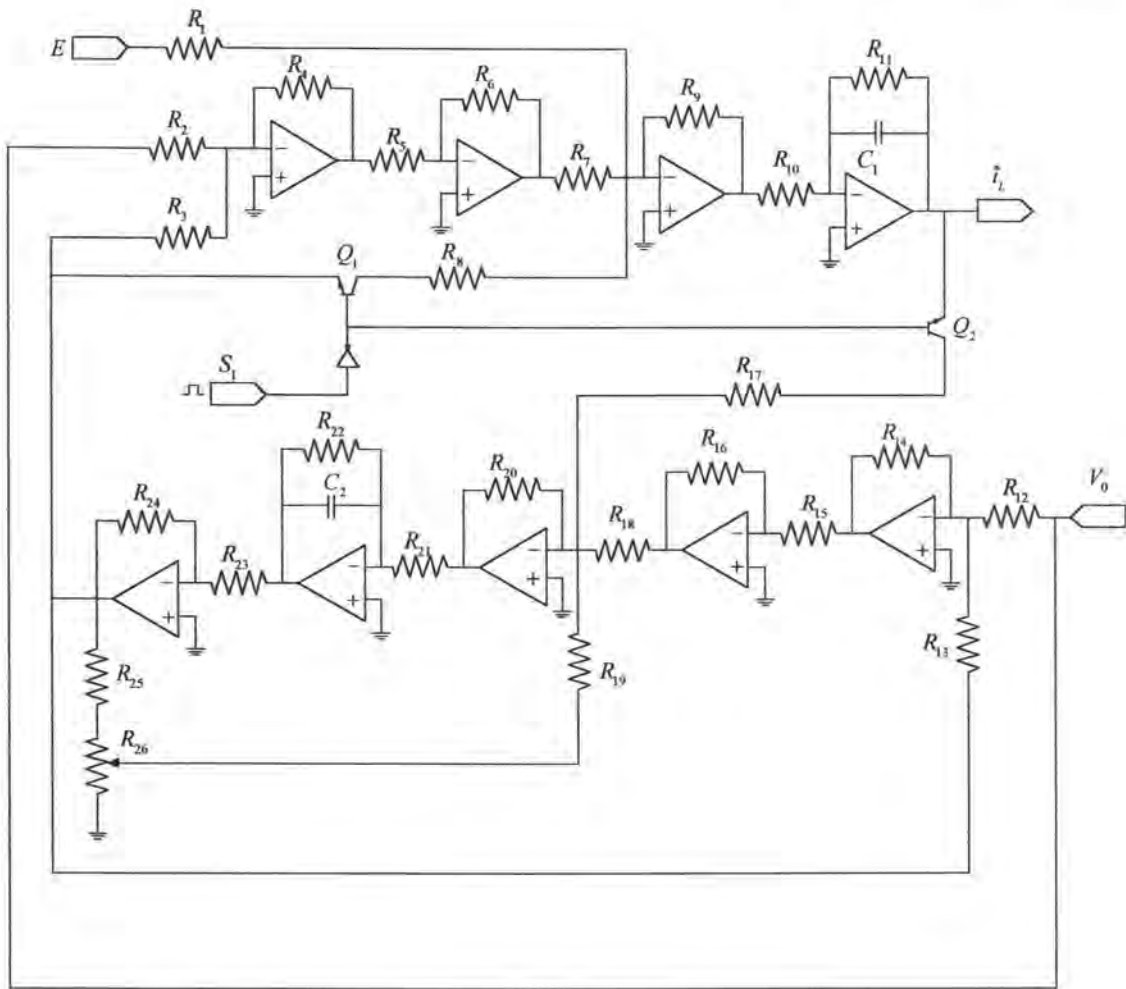 E
R₁
R₄
R₆
R₁₁
R₉
R₂
R₅
R₇
R₁₀
C₁
R₃
i_L
Q₁
R₈
Q₂
S₁
R₁₇
R₂₂
R₁₆
R₁₄
C₂
R₂₀
V₀
R₂₄
R₁₂
R₁₈
R₁₅
R₂₁
R₂₃
R₁₃
R₂₅
R₁₉
R₂₆